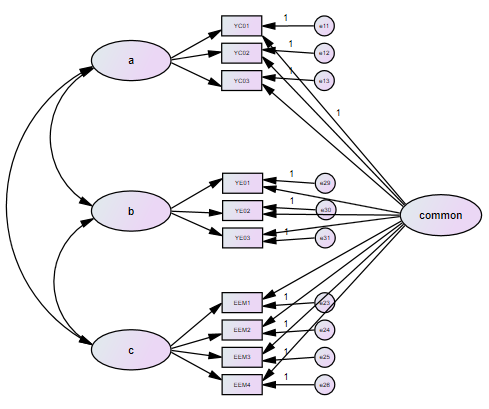 YC01 1 e11
YC02 1 e12
a
YC03 1 e13
1
YE01 1 e29
b YE02 1 e30 common
YE03 1 e31
EEM1 1 e23
EEM2 1 e24
c
EEM3 1 e25
EEM4 1 e26